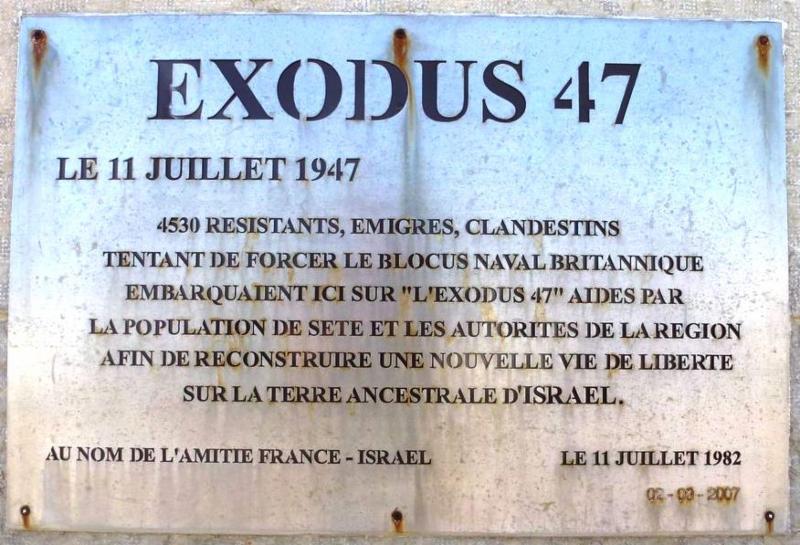 EXODUS 47
LE 11 JUILLET 1947
4530 RESISTANTS, EMIGRES, CLANDESTINS
TENTANT DE FORCER LE BLOCUS NAVAL BRITANNIQUE
EMBARQUAIENT ICI SUR "L'EXODUS 47" AIDES PAR
LA POPULATION DE SETE ET LES AUTORITES DE LA REGION
AFIN DE RECONSTRUIRE UNE NOUVELLE VIE DE LIBERTE
SUR LA TERRE ANCESTRALE D'ISRAEL.
AU NOM DE L'AMITIE FRANCE - ISRAEL LE 11 JUILLET 1982
02-03-2007